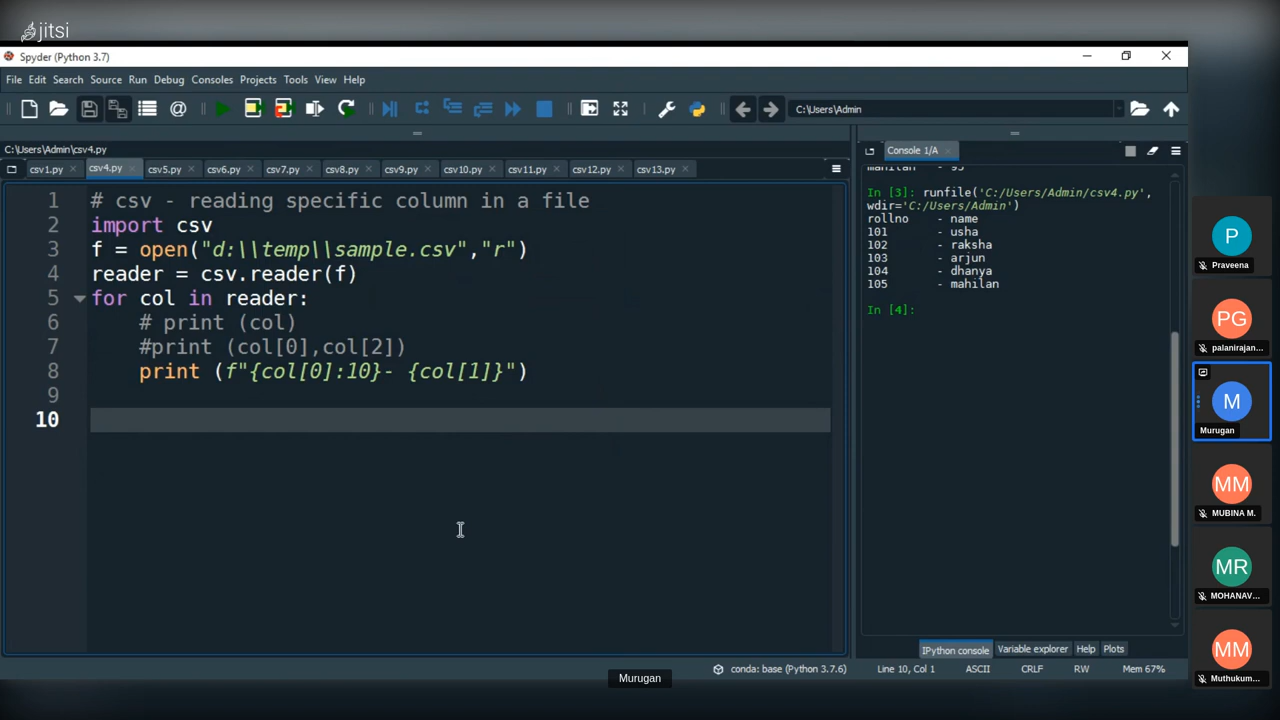 jitsi
Spyder (Python 3.7)
File Edit Search Source Run Debug Consoles Projects Tools View Help
C:\Users\Admin
C:\Users\Admin\csv4.py
csv1.py csv4.py csv5.py csv6.py csv7.py csv8.py csv9.py csv10.py csv11.py csv12.py csv13.py
1 # csv - reading specific column in a file
2 import csv
3 f = open("d:\\temp\\sample.csv","r")
4 reader = csv.reader(f)
5 for col in reader:
6 # print (col)
7 #print (col[0],col[2])
8 print (f"{col[0]:10}- {col[1]}")
9
10
Console 1/A
mahilan - 95
In [3]: runfile('C:/Users/Admin/csv4.py',
wdir='C:/Users/Admin')
rollno - name
101 - usha
102 - raksha
103 - arjun
104 - dhanya
105 - mahilan
In [4]:
IPython console Variable explorer Help Plots
conda: base (Python 3.7.6) Line 10, Col 1 ASCII CRLF RW Mem 67%
Murugan
P
Praveena
PG
palanirajan...
M
Murugan
MM
MUBINA M.
MR
MOHANAV...
MM
Muthukum...